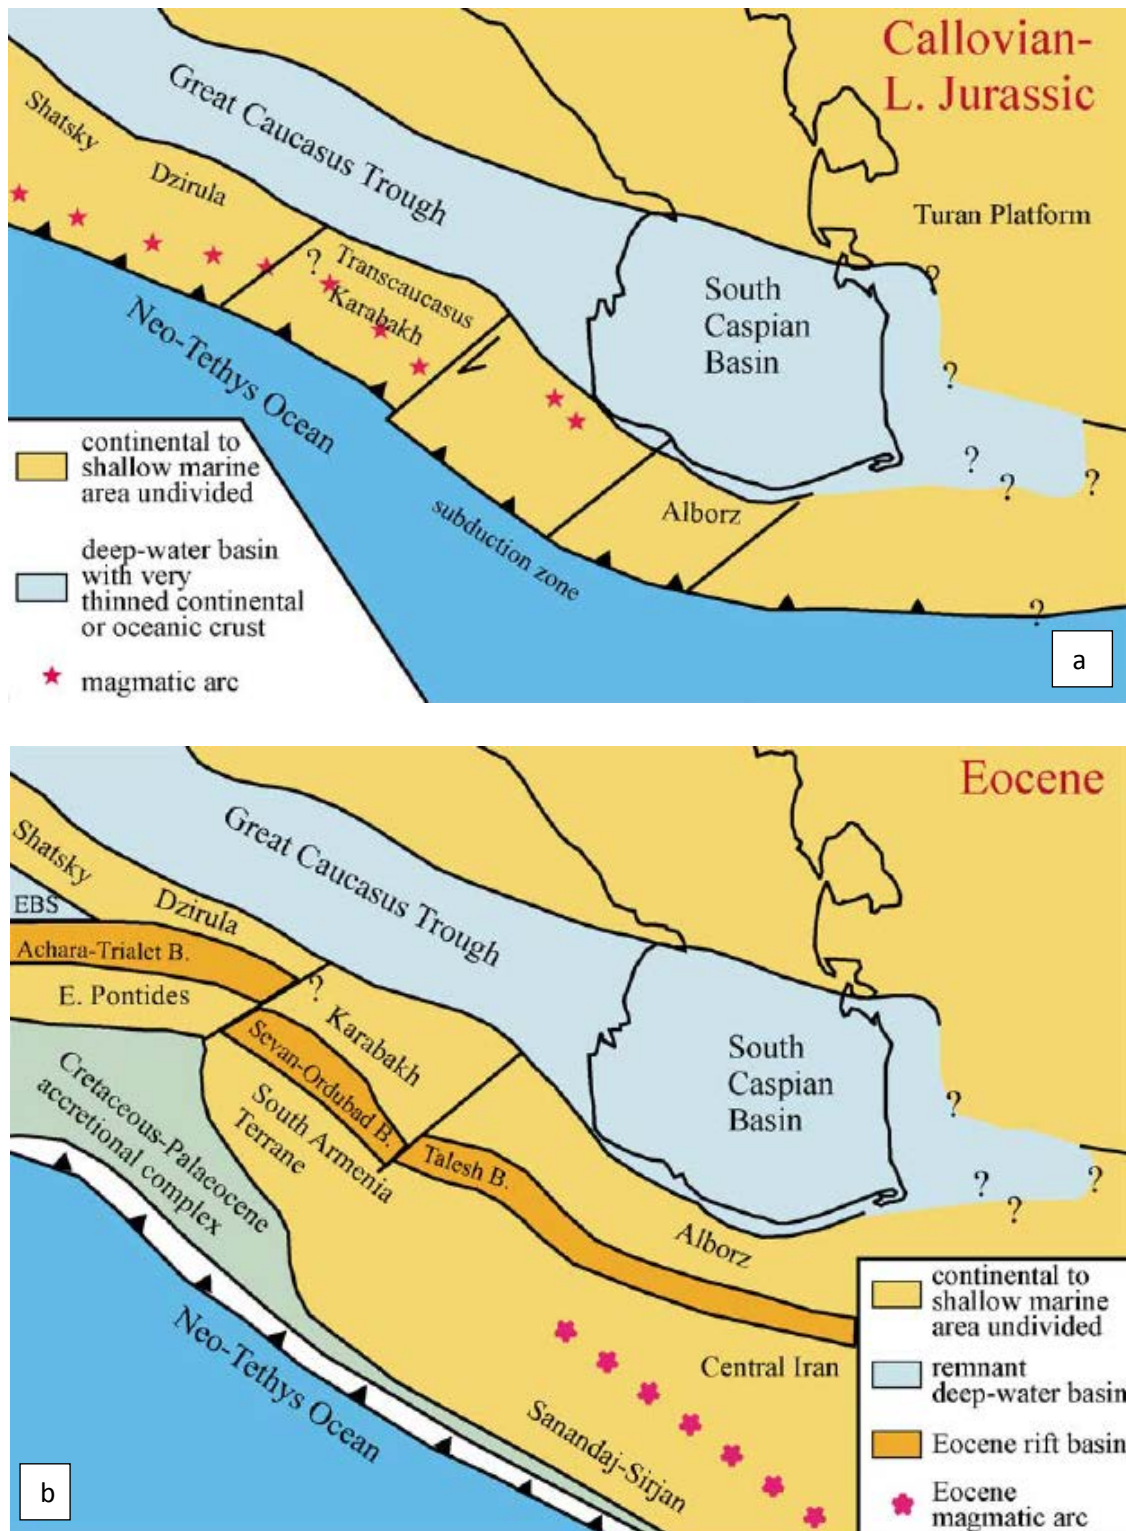 Callovian-
L. Jurassic
Great Caucasus Trough
Shatsky
Dzirula
Turan Platform
?
Transcaucasus
Karabakh
?
South
Caspian
Basin
?
Neo-Tethys Ocean
?
?
?
Alborz
subduction zone
?
continental to
shallow marine
area undivided
deep-water basin
with very
thinned continental
or oceanic crust
magmatic arc
a
Eocene
Great Caucasus Trough
Shatsky
EBS
Dzirula
Achara-Trialet B.
E. Pontides
?
Karabakh
Sevan-Ordubad B.
South
Caspian
Basin
Cretaceous-Palaeocene
accretional complex
South Armenia
Terrane
Talesh B.
?
?
?
?
Alborz
Neo-Tethys Ocean
Central Iran
Sanandaj-Sirjan
continental to
shallow marine
area undivided
remnant
deep-water basin
Eocene rift basin
Eocene
magmatic arc
b